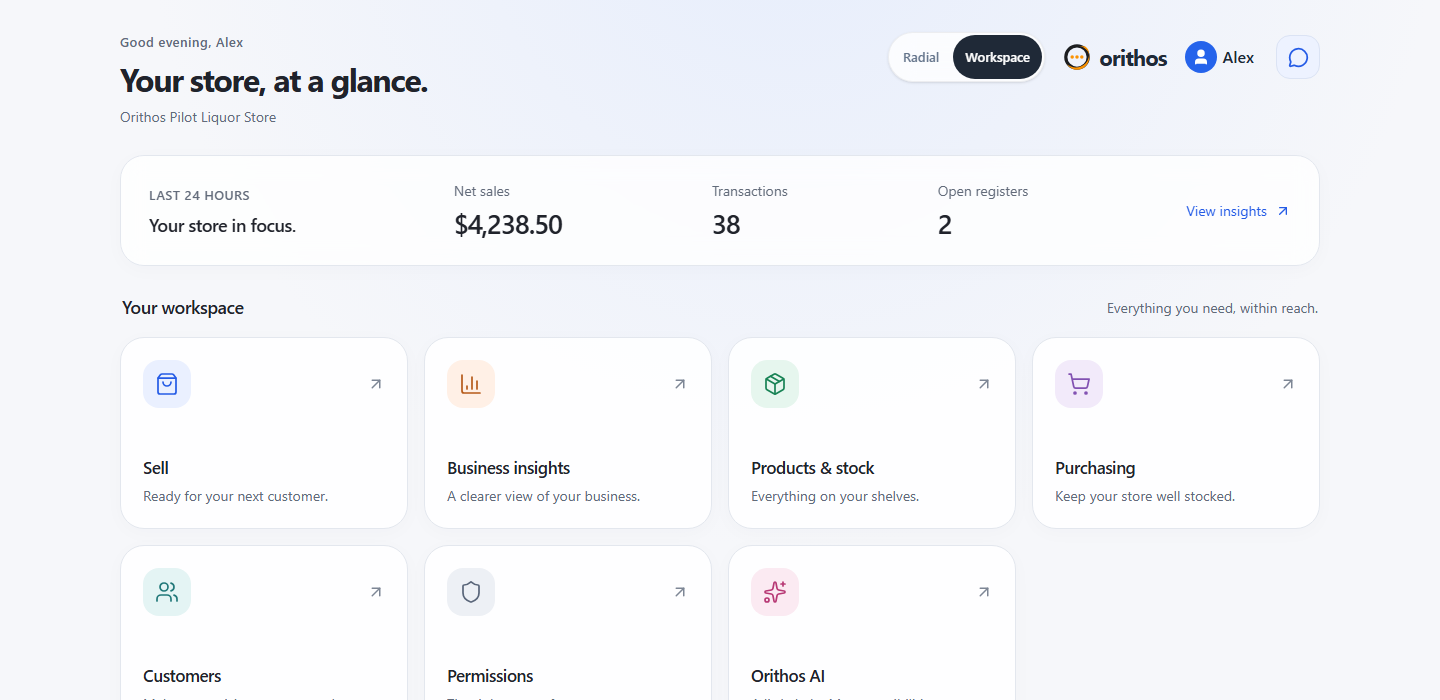 Good evening, Alex
Your store, at a glance.
Orithos Pilot Liquor Store
Radial
Workspace
orithos
Alex
LAST 24 HOURS
Your store in focus.
Net sales
$4,238.50
Transactions
38
Open registers
2
View insights
Your workspace
Everything you need, within reach.
Sell
Ready for your next customer.
Business insights
A clearer view of your business.
Products & stock
Everything on your shelves.
Purchasing
Keep your store well stocked.
Customers
Permissions
Orithos AI